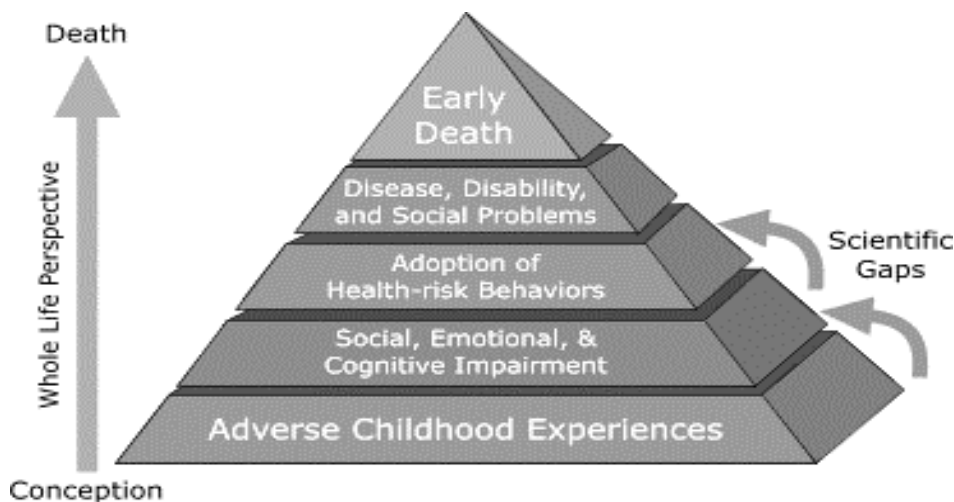 Death
Early
Death
Disease, Disability,
and Social Problems
Adoption of
Health-risk Behaviors
Social, Emotional, &
Cognitive Impairment
Adverse Childhood Experiences
Scientific
Gaps
Whole Life Perspective
Conception